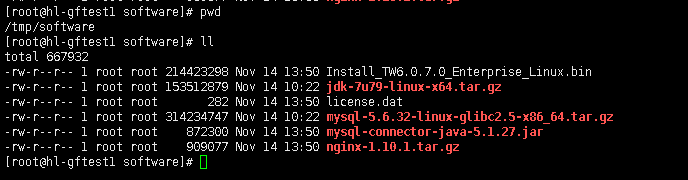 [root@hl-gftest1 software]# pwd
/tmp/software
[root@hl-gftest1 software]# ll
total 667932
-rw-r--r-- 1 root root 214423298 Nov 14 13:50 Install_TW6.0.7.0_Enterprise_Linux.bin
-rw-r--r-- 1 root root 153512879 Nov 14 10:22 jdk-7u79-linux-x64.tar.gz
-rw-r--r-- 1 root root 282 Nov 14 13:50 license.dat
-rw-r--r-- 1 root root 314234747 Nov 14 10:22 mysql-5.6.32-linux-glibc2.5-x86_64.tar.gz
-rw-r--r-- 1 root root 872300 Nov 14 13:50 mysql-connector-java-5.1.27.jar
-rw-r--r-- 1 root root 909077 Nov 14 13:50 nginx-1.10.1.tar.gz
[root@hl-gftest1 software]#